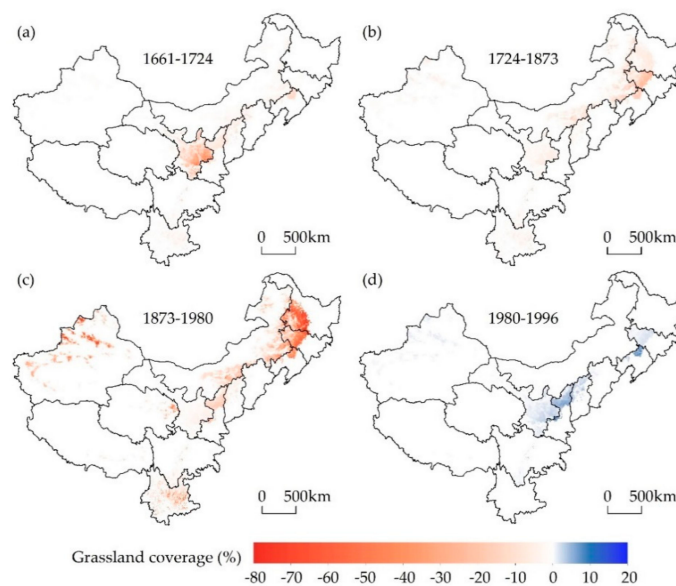 (a)
1661-1724
0 500km
(b)
1724-1873
0 500km
(c)
1873-1980
0 500km
(d)
1980-1996
0 500km
Grassland coverage (%)
-80 -70 -60 -50 -40 -30 -20 -10 0 10 20